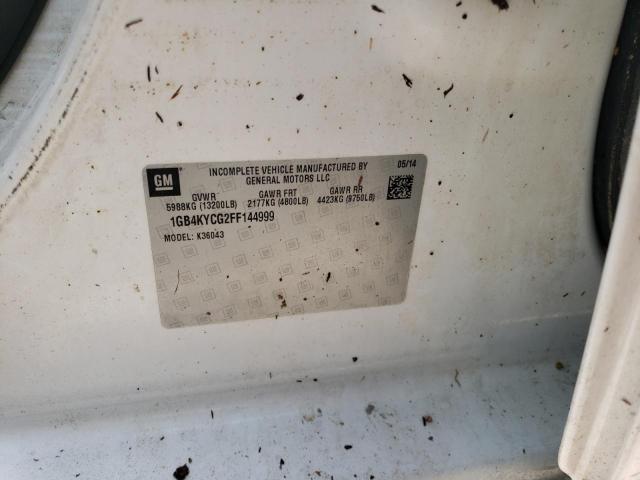 GM
INCOMPLETE VEHICLE MANUFACTURED BY
GENERAL MOTORS LLC
05/14
GVWR GAWR FRT GAWR RR
5988KG (13200LB) 2177KG (4800LB) 4423KG (9750LB)
1GB4KYCG2FF144999
MODEL: K36043